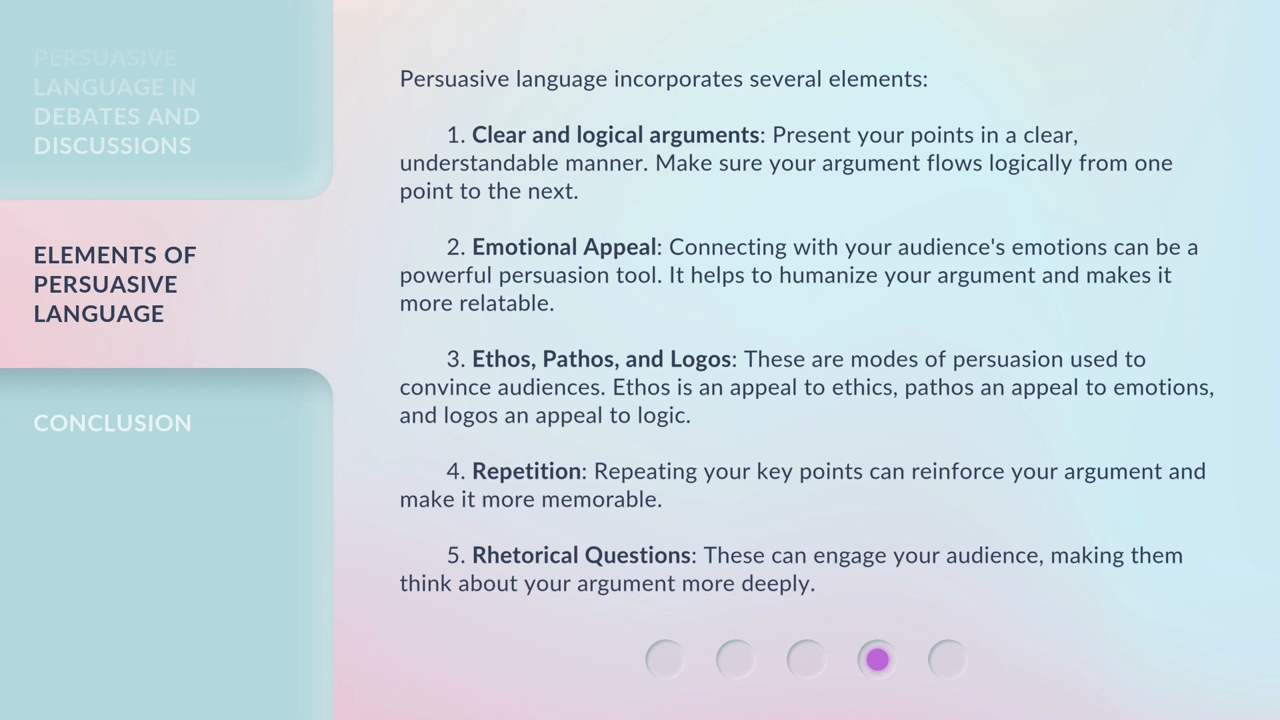 PERSUASIVE
LANGUAGE IN
DEBATES AND
DISCUSSIONS
ELEMENTS OF
PERSUASIVE
LANGUAGE
CONCLUSION
Persuasive language incorporates several elements:
1. Clear and logical arguments: Present your points in a clear,
understandable manner. Make sure your argument flows logically from one
point to the next.
2. Emotional Appeal: Connecting with your audience's emotions can be a
powerful persuasion tool. It helps to humanize your argument and makes it
more relatable.
3. Ethos, Pathos, and Logos: These are modes of persuasion used to
convince audiences. Ethos is an appeal to ethics, pathos an appeal to emotions,
and logos an appeal to logic.
4. Repetition: Repeating your key points can reinforce your argument and
make it more memorable.
5. Rhetorical Questions: These can engage your audience, making them
think about your argument more deeply.